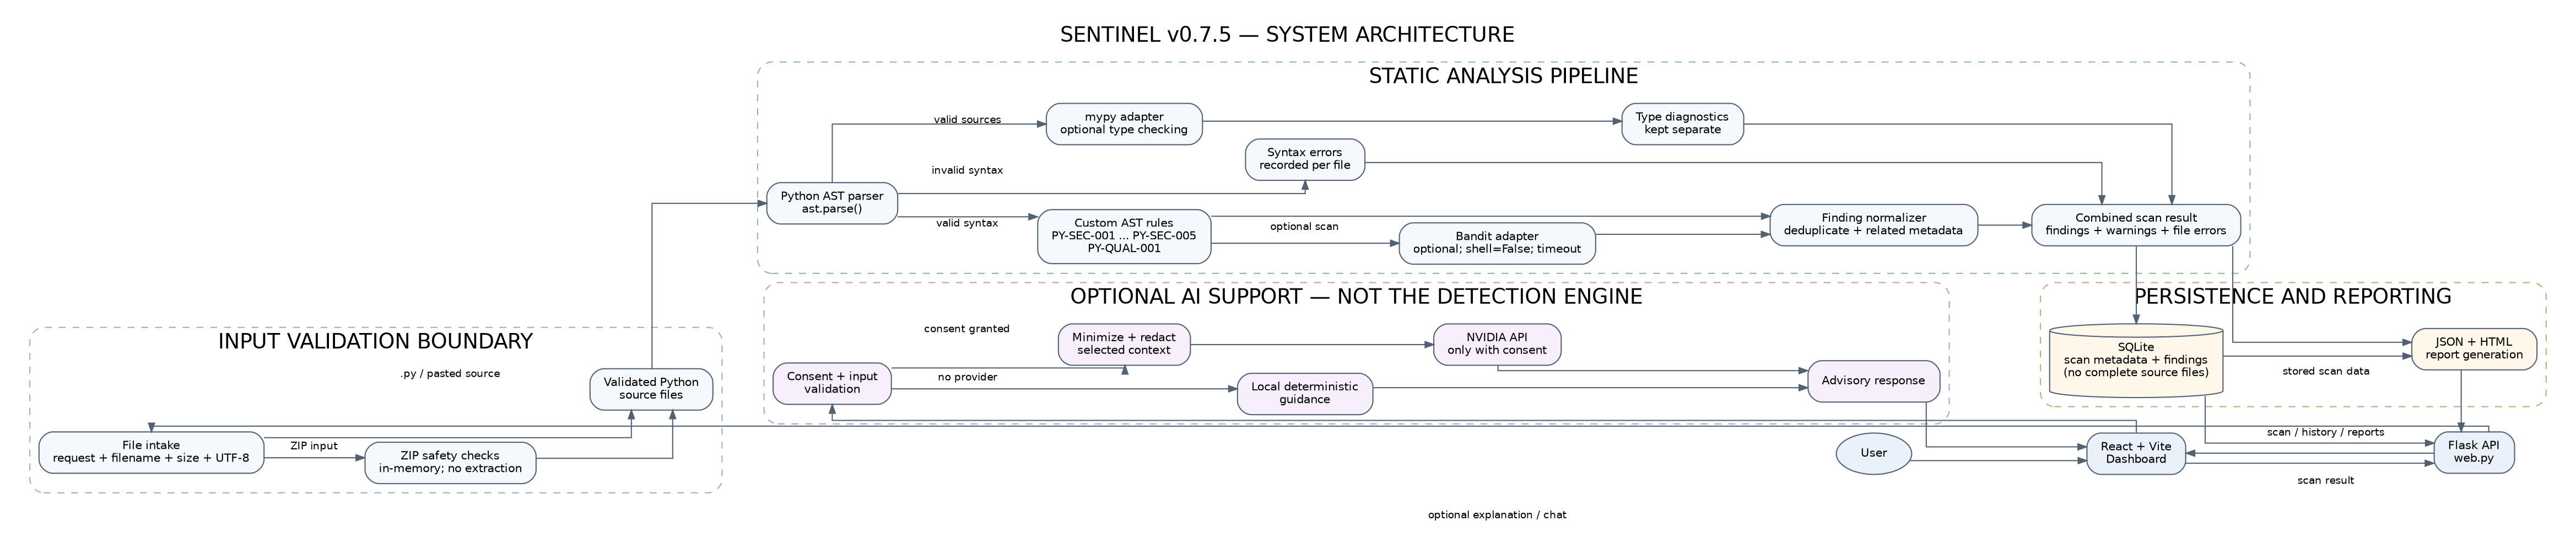 SENTINEL v0.7.5 — SYSTEM ARCHITECTURE
STATIC ANALYSIS PIPELINE
valid sources
mypy adapter
optional type checking
Type diagnostics
kept separate
Syntax errors
recorded per file
invalid syntax
Python AST parser
ast.parse()
valid syntax
Custom AST rules
PY-SEC-001 ... PY-SEC-005
PY-QUAL-001
optional scan
Bandit adapter
optional; shell=False; timeout
Finding normalizer
deduplicate + related metadata
Combined scan result
findings + warnings + file errors
OPTIONAL AI SUPPORT — NOT THE DETECTION ENGINE
consent granted
Minimize + redact
selected context
NVIDIA API
only with consent
Consent + input
validation
no provider
Local deterministic
guidance
Advisory response
PERSISTENCE AND REPORTING
SQLite
scan metadata + findings
(no complete source files)
JSON + HTML
report generation
stored scan data
INPUT VALIDATION BOUNDARY
.py / pasted source
Validated Python
source files
File intake
request + filename + size + UTF-8
ZIP input
ZIP safety checks
in-memory; no extraction
User
React + Vite
Dashboard
scan / history / reports
Flask API
web.py
scan result
optional explanation / chat